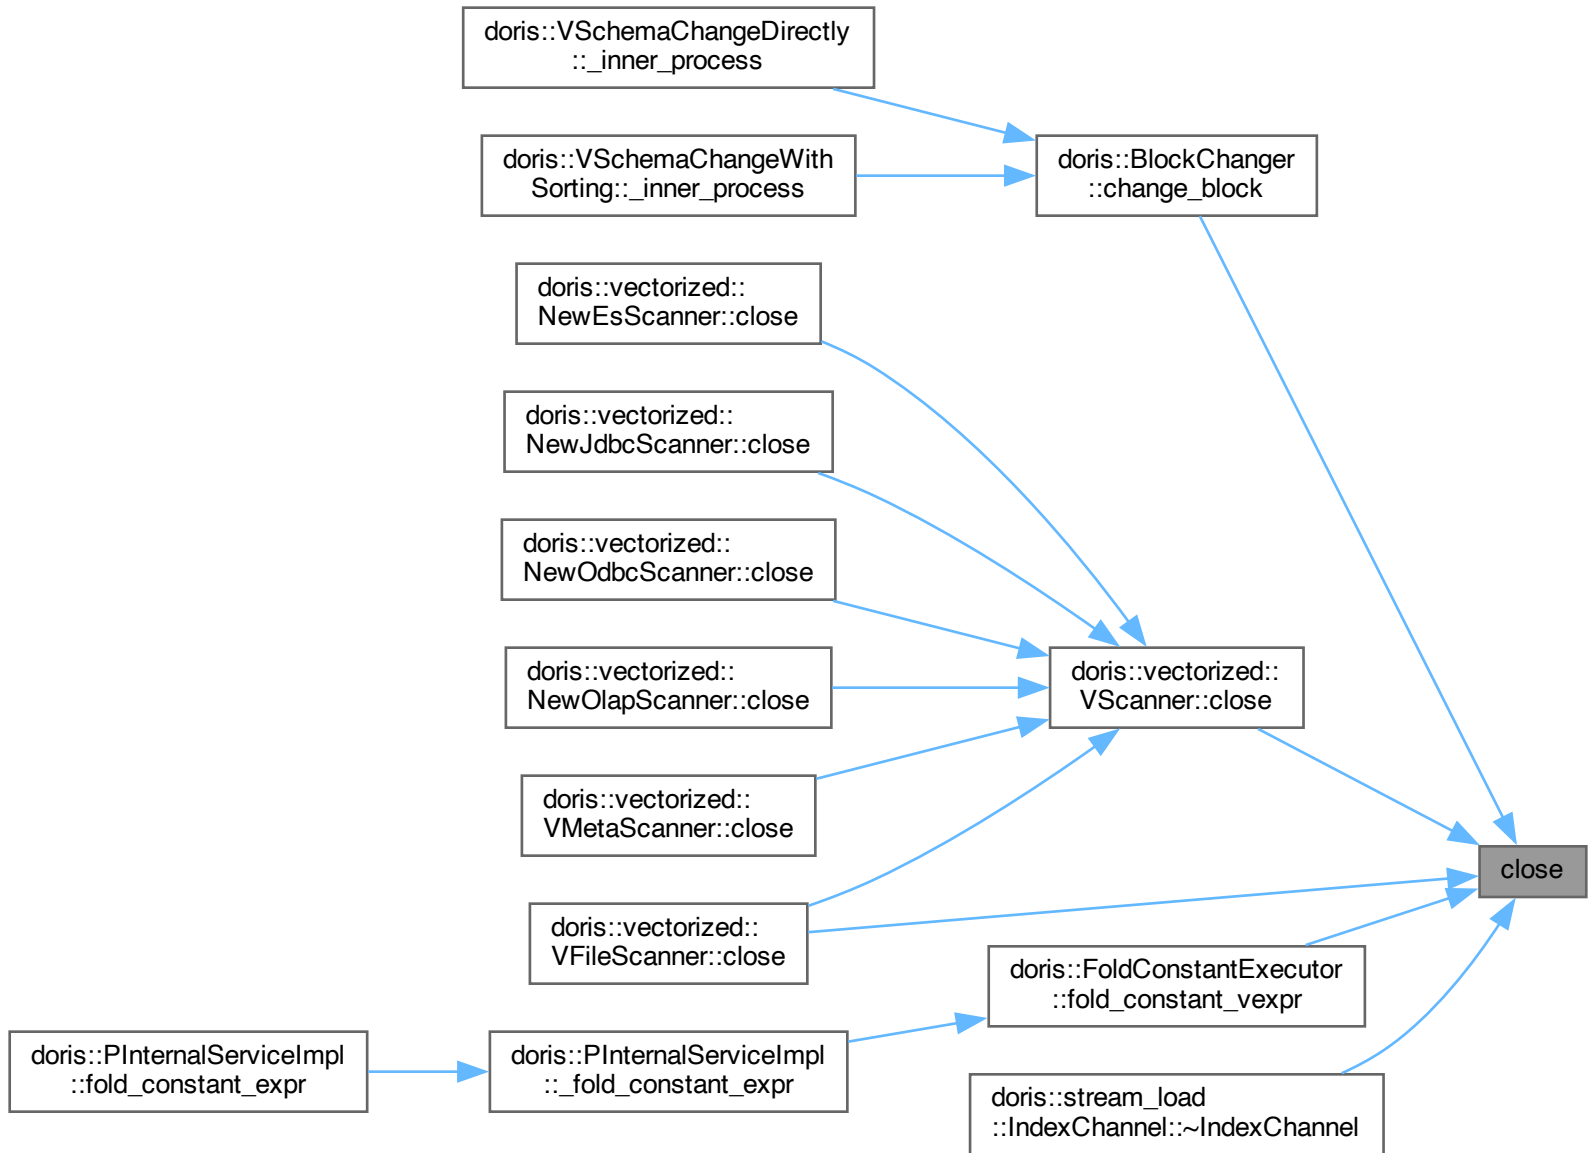 doris::VSchemaChangeDirectly
::_inner_process
doris::VSchemaChangeWith
Sorting::_inner_process
doris::BlockChanger
::change_block
doris::vectorized::
NewEsScanner::close
doris::vectorized::
NewJdbcScanner::close
doris::vectorized::
NewOdbcScanner::close
doris::vectorized::
NewOlapScanner::close
doris::vectorized::
VScanner::close
doris::vectorized::
VMetaScanner::close
close
doris::vectorized::
VFileScanner::close
doris::FoldConstantExecutor
::fold_constant_vexpr
doris::PInternalServiceImpl
::fold_constant_expr
doris::PInternalServiceImpl
::_fold_constant_expr
doris::stream_load
::IndexChannel::~IndexChannel